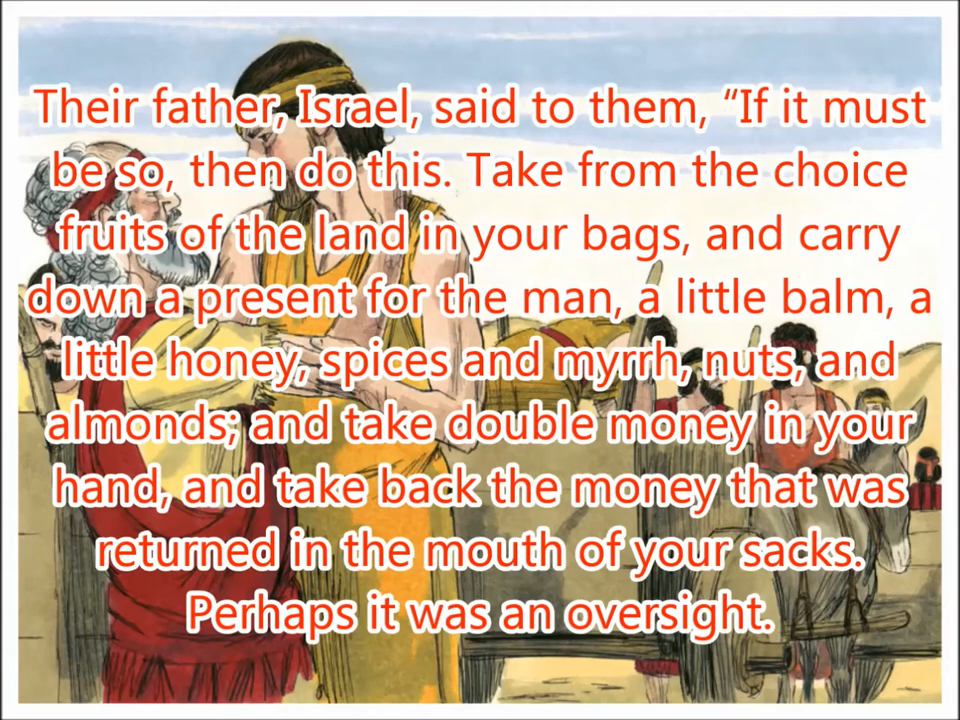 Their father, Israel, said to them, “If it must
be so, then do this. Take from the choice
fruits of the land in your bags, and carry
down a present for the man, a little balm, a
little honey, spices and myrrh, nuts, and
almonds; and take double money in your
hand, and take back the money that was
returned in the mouth of your sacks.
Perhaps it was an oversight.